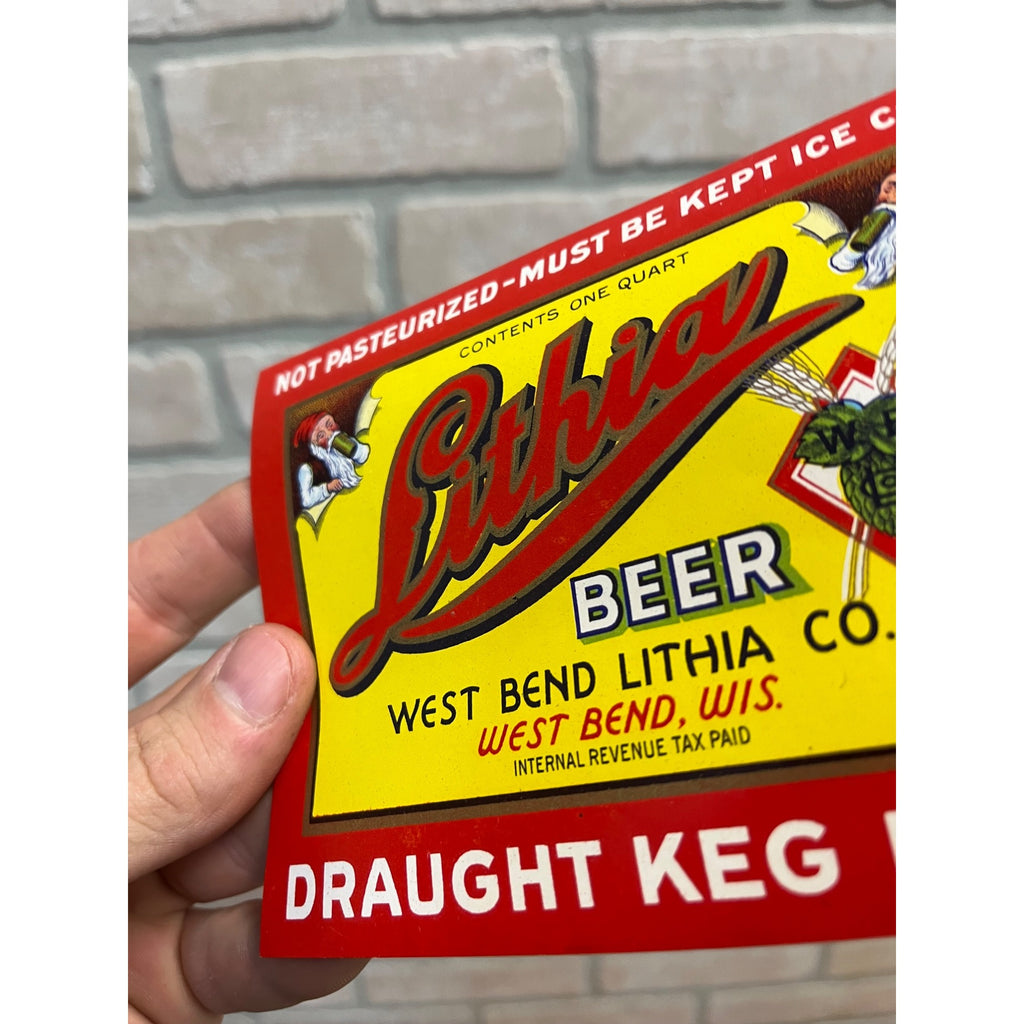 NOT PASTEURIZED-MUST BE KEPT ICE
CONTENTS ONE QUART
Lithia
BEER
WEST BEND LITHIA CO.
WEST BEND, WIS.
INTERNAL REVENUE TAX PAID
DRAUGHT KEG